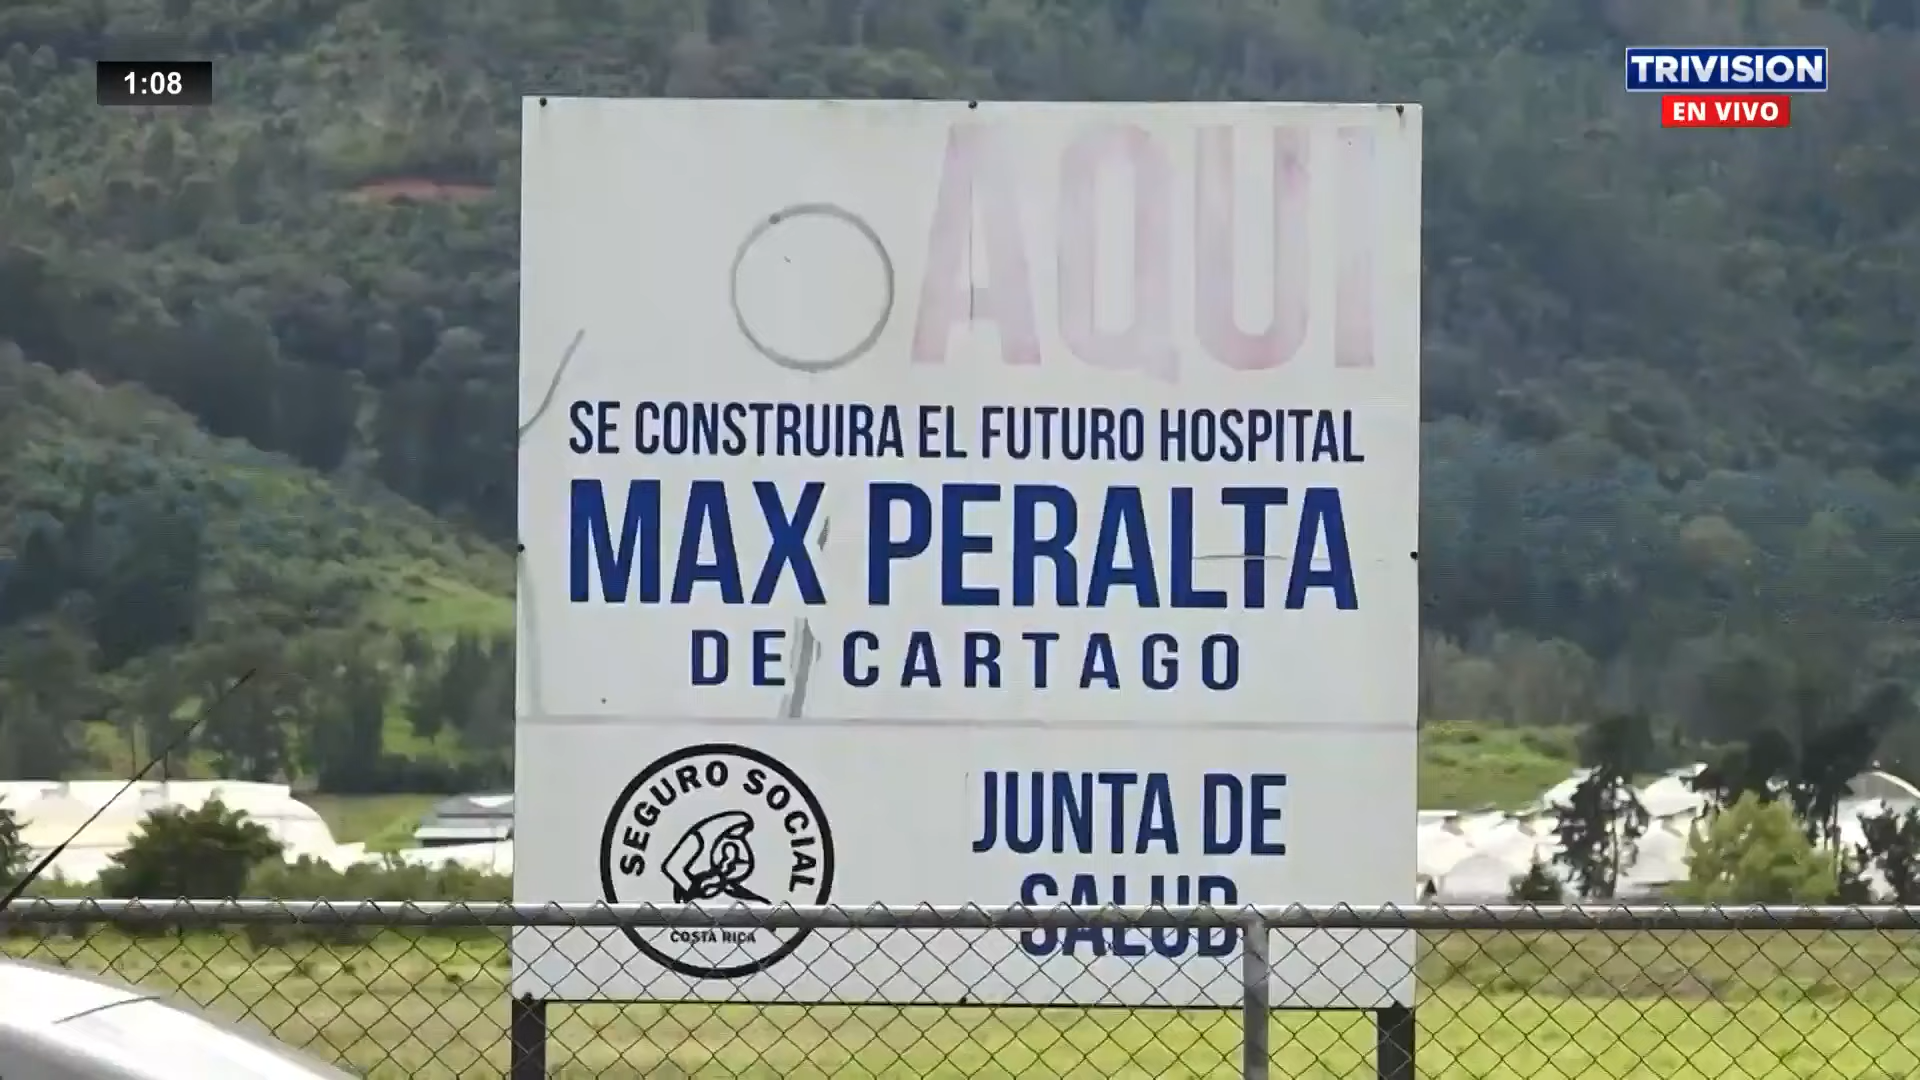 1:08
TRIVISION
EN VIVO
AQUI
SE CONSTRUIRA EL FUTURO HOSPITAL
MAX PERALTA
DE CARTAGO
SEGURO SOCIAL
COSTA RICA
JUNTA DE
SALUD